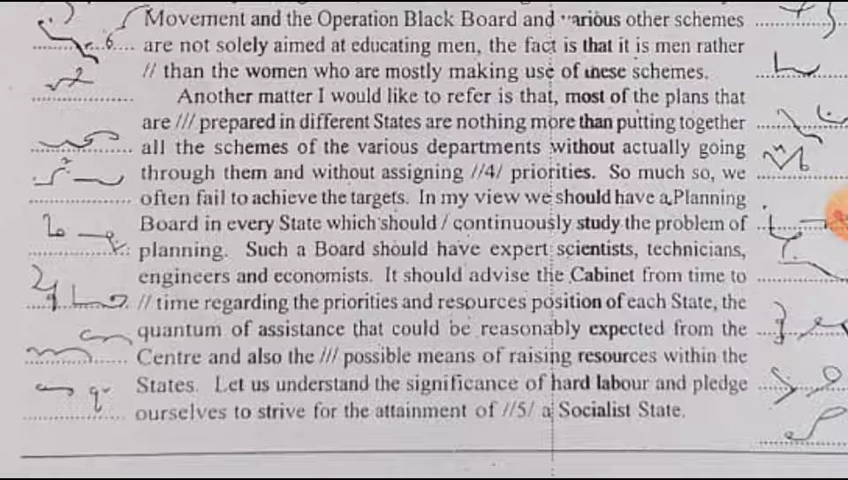 Movement and the Operation Black Board and various other schemes
are not solely aimed at educating men, the fact is that it is men rather
// than the women who are mostly making use of these schemes.
Another matter I would like to refer is that, most of the plans that
are /// prepared in different States are nothing more than putting together
all the schemes of the various departments without actually going
through them and without assigning //4/ priorities. So much so, we
often fail to achieve the targets. In my view we should have a Planning
Board in every State which should / continuously study the problem of
planning. Such a Board should have expert scientists, technicians,
engineers and economists. It should advise the Cabinet from time to
// time regarding the priorities and resources position of each State, the
quantum of assistance that could be reasonably expected from the
Centre and also the /// possible means of raising resources within the
States. Let us understand the significance of hard labour and pledge
ourselves to strive for the attainment of //5/ a Socialist State.